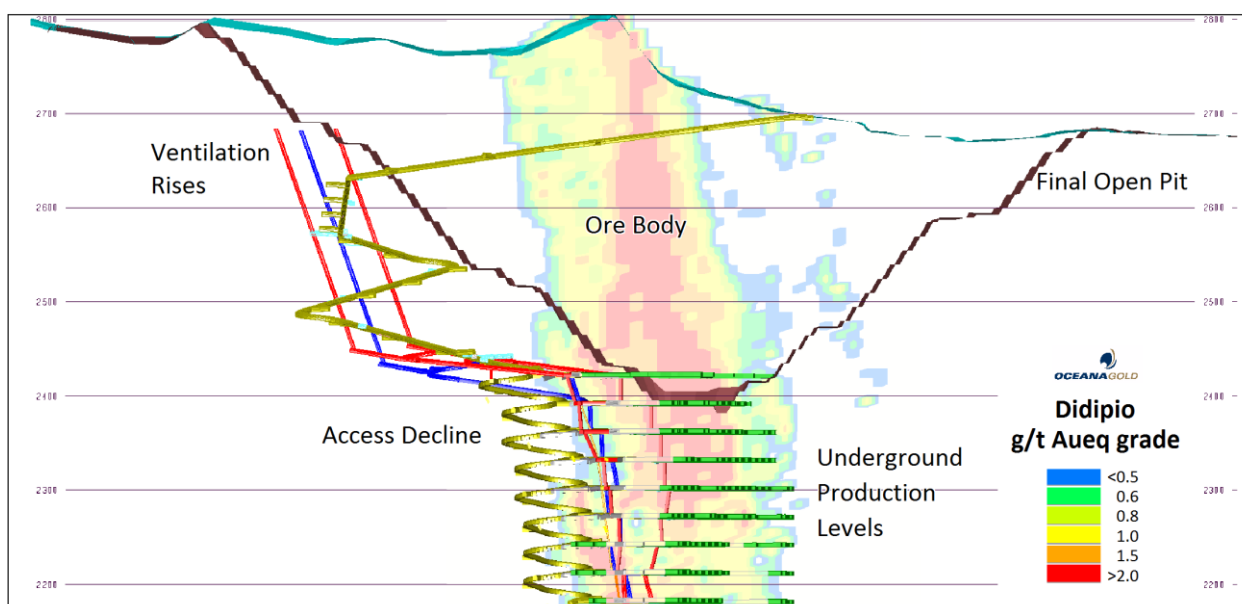 2800
2800
2700
2700
Ventilation
Rises
Final Open Pit
2600
2600
Ore Body
2500
2500
OCEANAGOLD
2400
2400
Didipio
g/t Aueq grade
Access Decline
Underground
Production
Levels
<0.5
0.6
0.8
1.0
1.5
>2.0
2300
2300
2200
2200